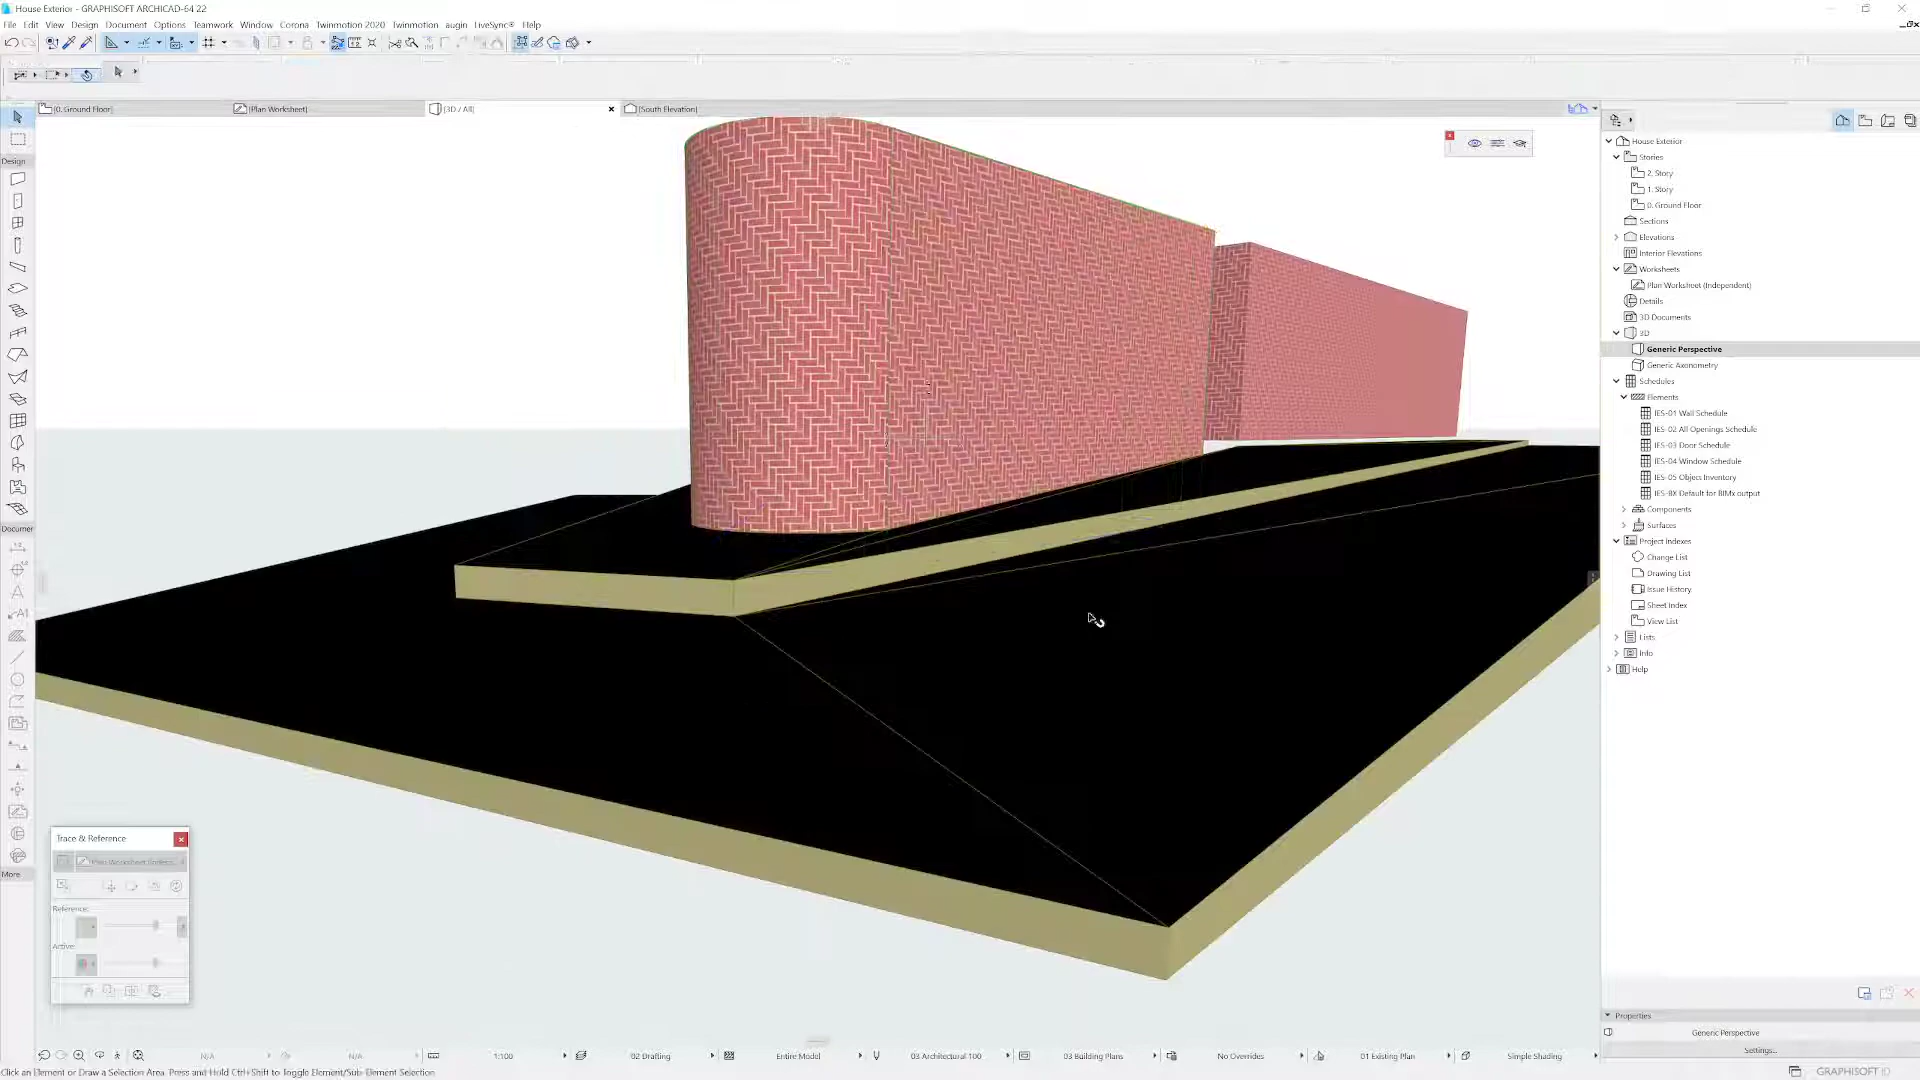 House Exterior - GRAPHISOFT ARCHICAD-64 22
File Edit View Design Document Options Teamwork Window Corona Twinmotion 2020 Twinmotion augin LiveSync® Help
[0. Ground Floor]
[Plan Worksheet]
[3D / All]
[South Elevation]
Design
Documen
More
House Exterior
Stories
2. Story
1. Story
0. Ground Floor
Sections
Elevations
Interior Elevations
Worksheets
Plan Worksheet (Independent)
Details
3D Documents
3D
Generic Perspective
Generic Axonometry
Schedules
Elements
IES-01 Wall Schedule
IES-02 All Openings Schedule
IES-03 Door Schedule
IES-04 Window Schedule
IES-05 Object Inventory
IES-BX Default for BIMx output
Components
Surfaces
Project Indexes
Change List
Drawing List
Issue History
Sheet Index
View List
Lists
Info
Help
Trace & Reference
Reference:
Active:
Properties
Generic Perspective
Settings...
N/A
N/A
1:100
02 Drafting
Entire Model
03 Architectural 100
03 Building Plans
No Overrides
01 Existing Plan
Simple Shading
Click an Element or Draw a Selection Area. Press and Hold Ctrl+Shift to Toggle Element/Sub-Element Selection.
GRAPHISOFT ID